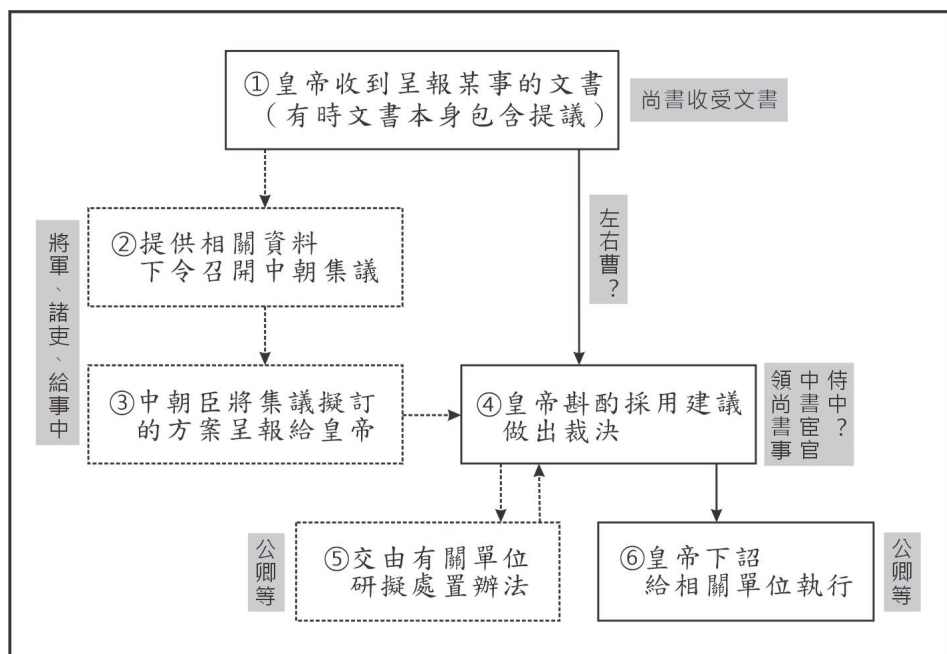 ①皇帝收到呈報某事的文書
(有時文書本身包含提議)
尚書收受文書
②提供相關資料
下令召開中朝集議
將軍、諸吏、給事中
左右曹?
③中朝臣將集議擬訂
的方案呈報給皇帝
④皇帝斟酌採用建議
做出裁決
侍中?
中書宦官
領尚書事
公卿等
⑤交由有關單位
研擬處置辦法
⑥皇帝下詔
給相關單位執行
公卿等